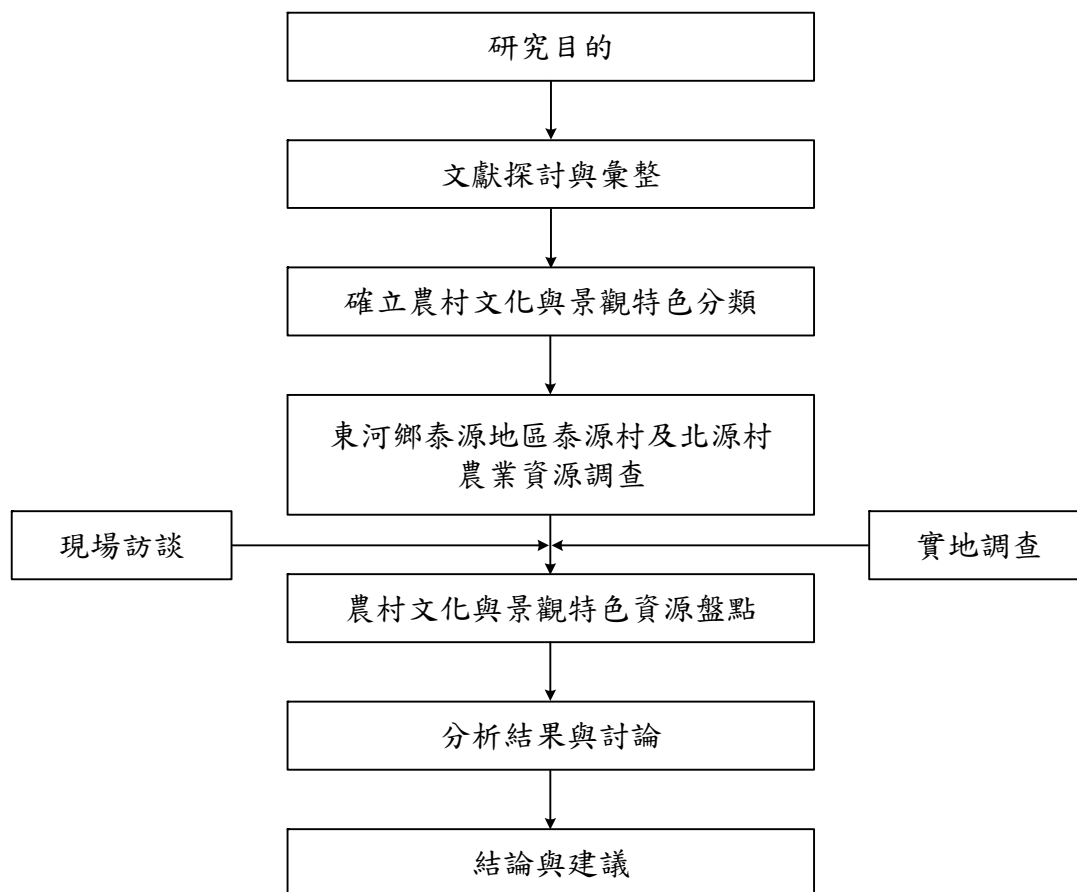 研究目的
文獻探討與彙整
確立農村文化與景觀特色分類
東河鄉泰源地區泰源村及北源村
農業資源調查
現場訪談
實地調查
農村文化與景觀特色資源盤點
分析結果與討論
結論與建議